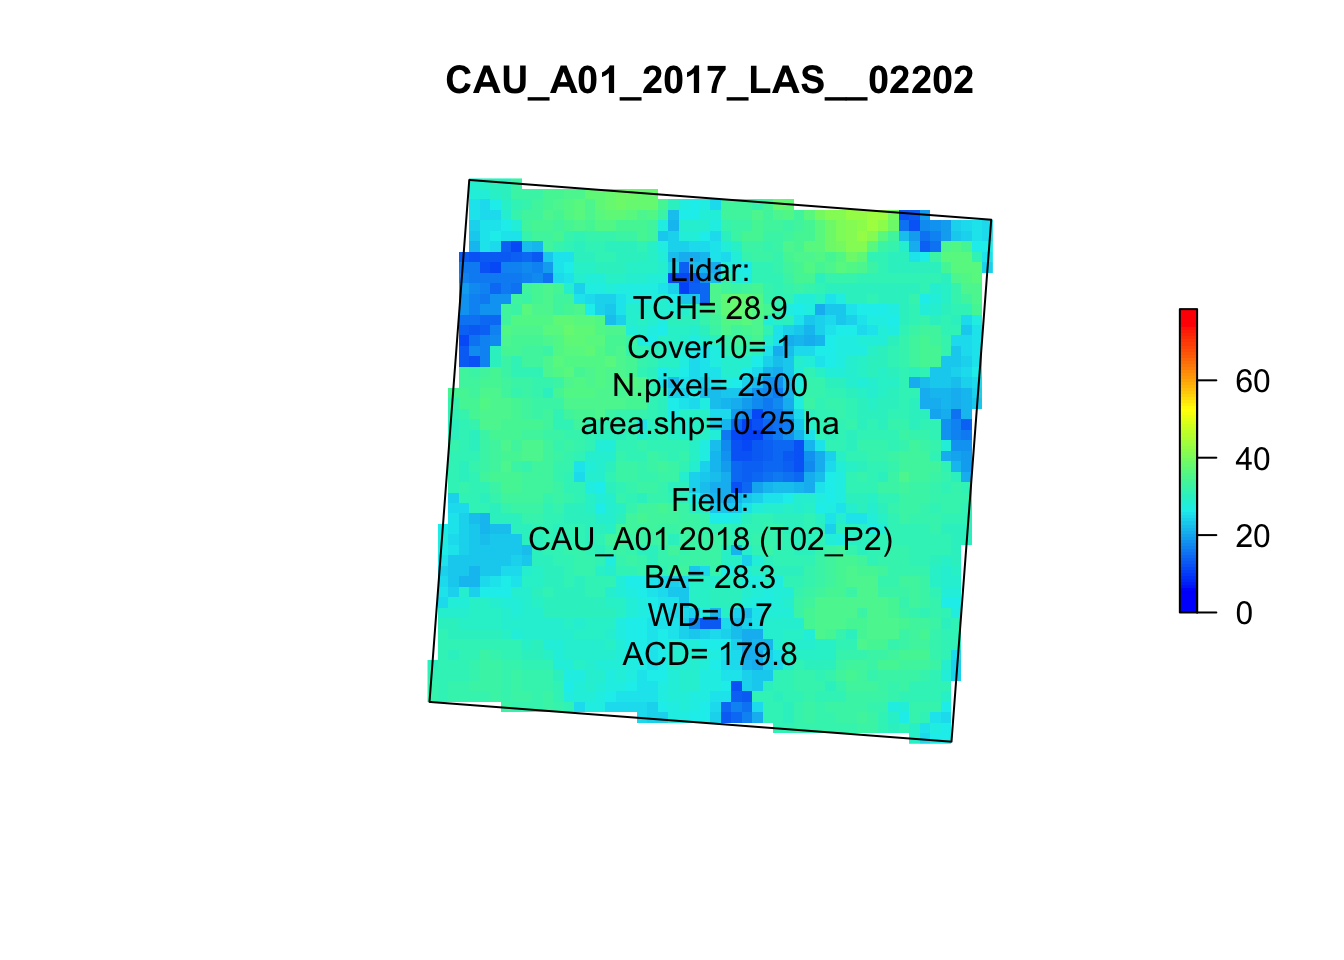 CAU_A01_2017_LAS__02202
Lidar:
TCH= 28.9
Cover10= 1
N.pixel= 2500
area.shp= 0.25 ha
Field:
CAU_A01 2018 (T02_P2)
BA= 28.3
WD= 0.7
ACD= 179.8
60
40
20
0